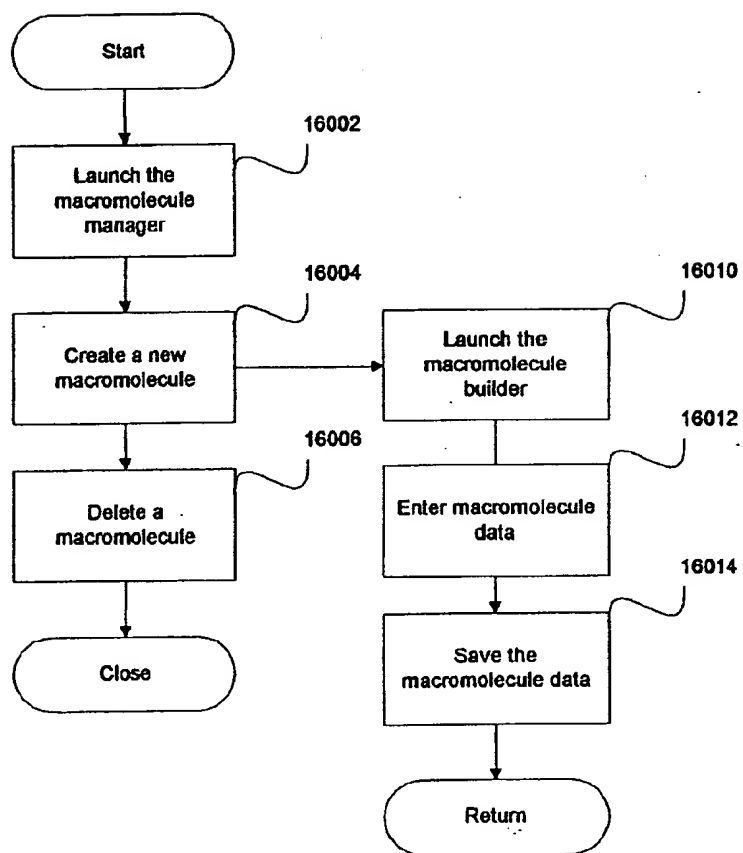 Start
16002
Launch the
macromolecule
manager
16004
Create a new
macromolecule
16006
Delete a
macromolecule
Close
16010
Launch the
macromolecule
builder
16012
Enter macromolecule
data
16014
Save the
macromolecule data
Return